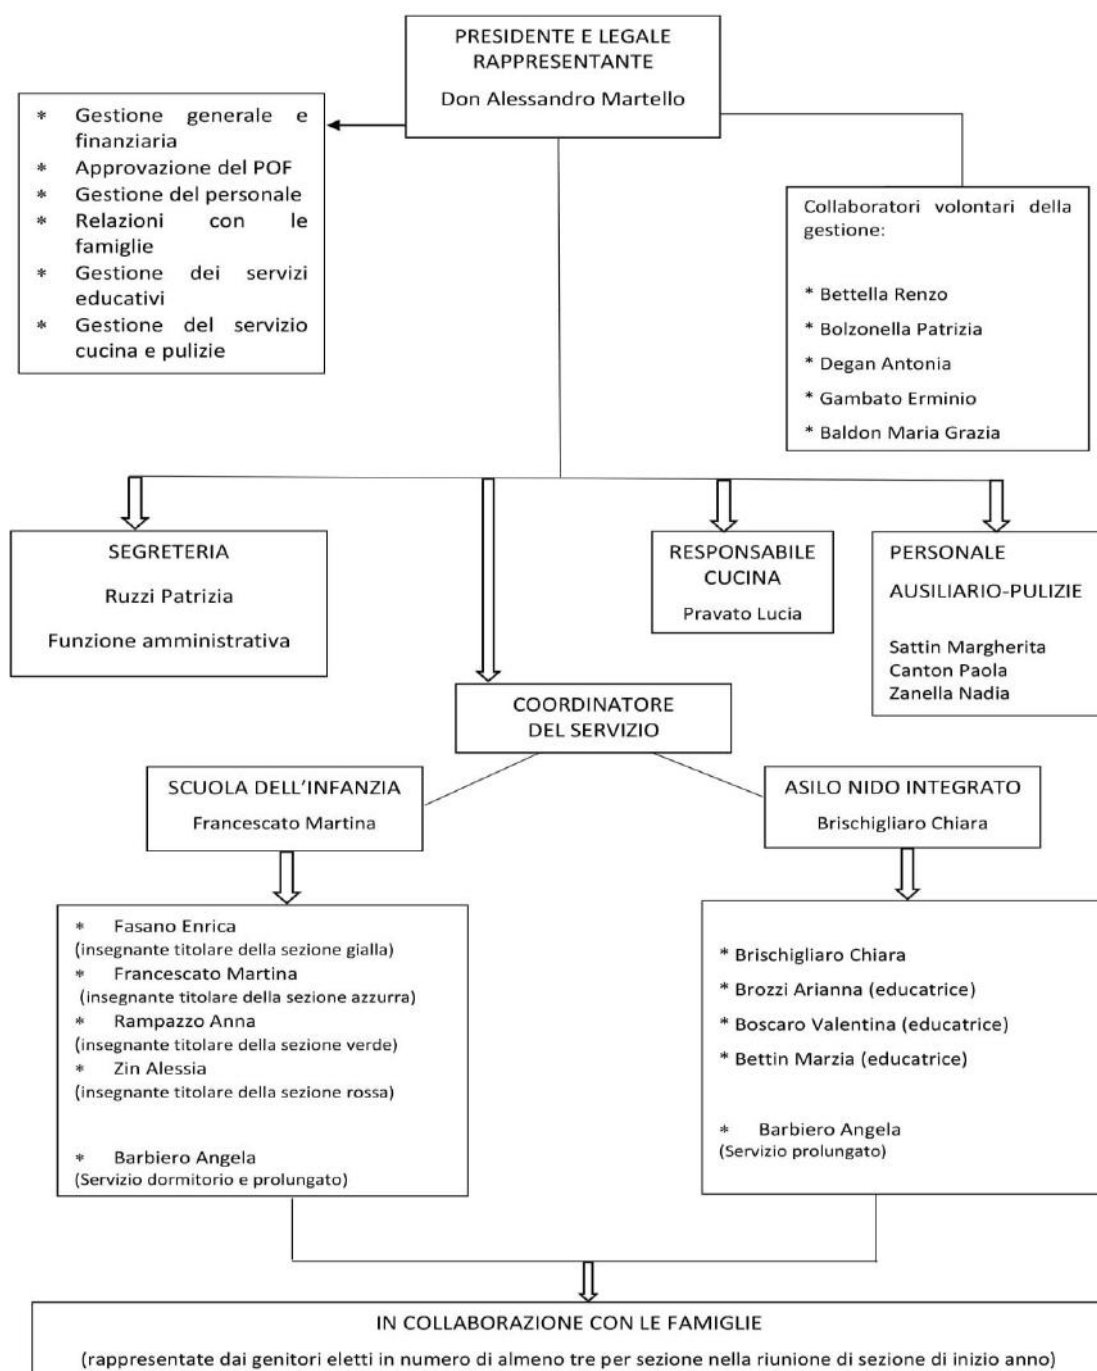 PRESIDENTE E LEGALE
RAPPRESENTANTE
Don Alessandro Martello
* Gestione generale e
finanziaria
* Approvazione del POF
* Gestione del personale
* Relazioni con le
famiglie
* Gestione dei servizi
educativi
* Gestione del servizio
cucina e pulizie
Collaboratori volontari della
gestione:
* Bettella Renzo
* Bolzonella Patrizia
* Degan Antonia
* Gambato Erminio
* Baldon Maria Grazia
SEGRETERIA
Ruzzi Patrizia
Funzione amministrativa
RESPONSABILE
CUCINA
Pravato Lucia
PERSONALE
AUSILIARIO-PULIZIE
Sattin Margherita
Canton Paola
Zanella Nadia
COORDINATORE
DEL SERVIZIO
SCUOLA DELL'INFANZIA
Francescato Martina
ASILO NIDO INTEGRATO
Brischigliaro Chiara
* Fasano Enrica
(insegnante titolare della sezione gialla)
* Francescato Martina
(insegnante titolare della sezione azzurra)
* Rampazzo Anna
(insegnante titolare della sezione verde)
* Zin Alessia
(insegnante titolare della sezione rossa)
* Barbiero Angela
(Servizio dormitorio e prolungato)
* Brischigliaro Chiara
* Brozzi Arianna (educatrice)
* Boscaro Valentina (educatrice)
* Bettin Marzia (educatrice)
* Barbiero Angela
(Servizio prolungato)
IN COLLABORAZIONE CON LE FAMIGLIE
(rappresentate dai genitori eletti in numero di almeno tre per sezione nella riunione di sezione di inizio anno)